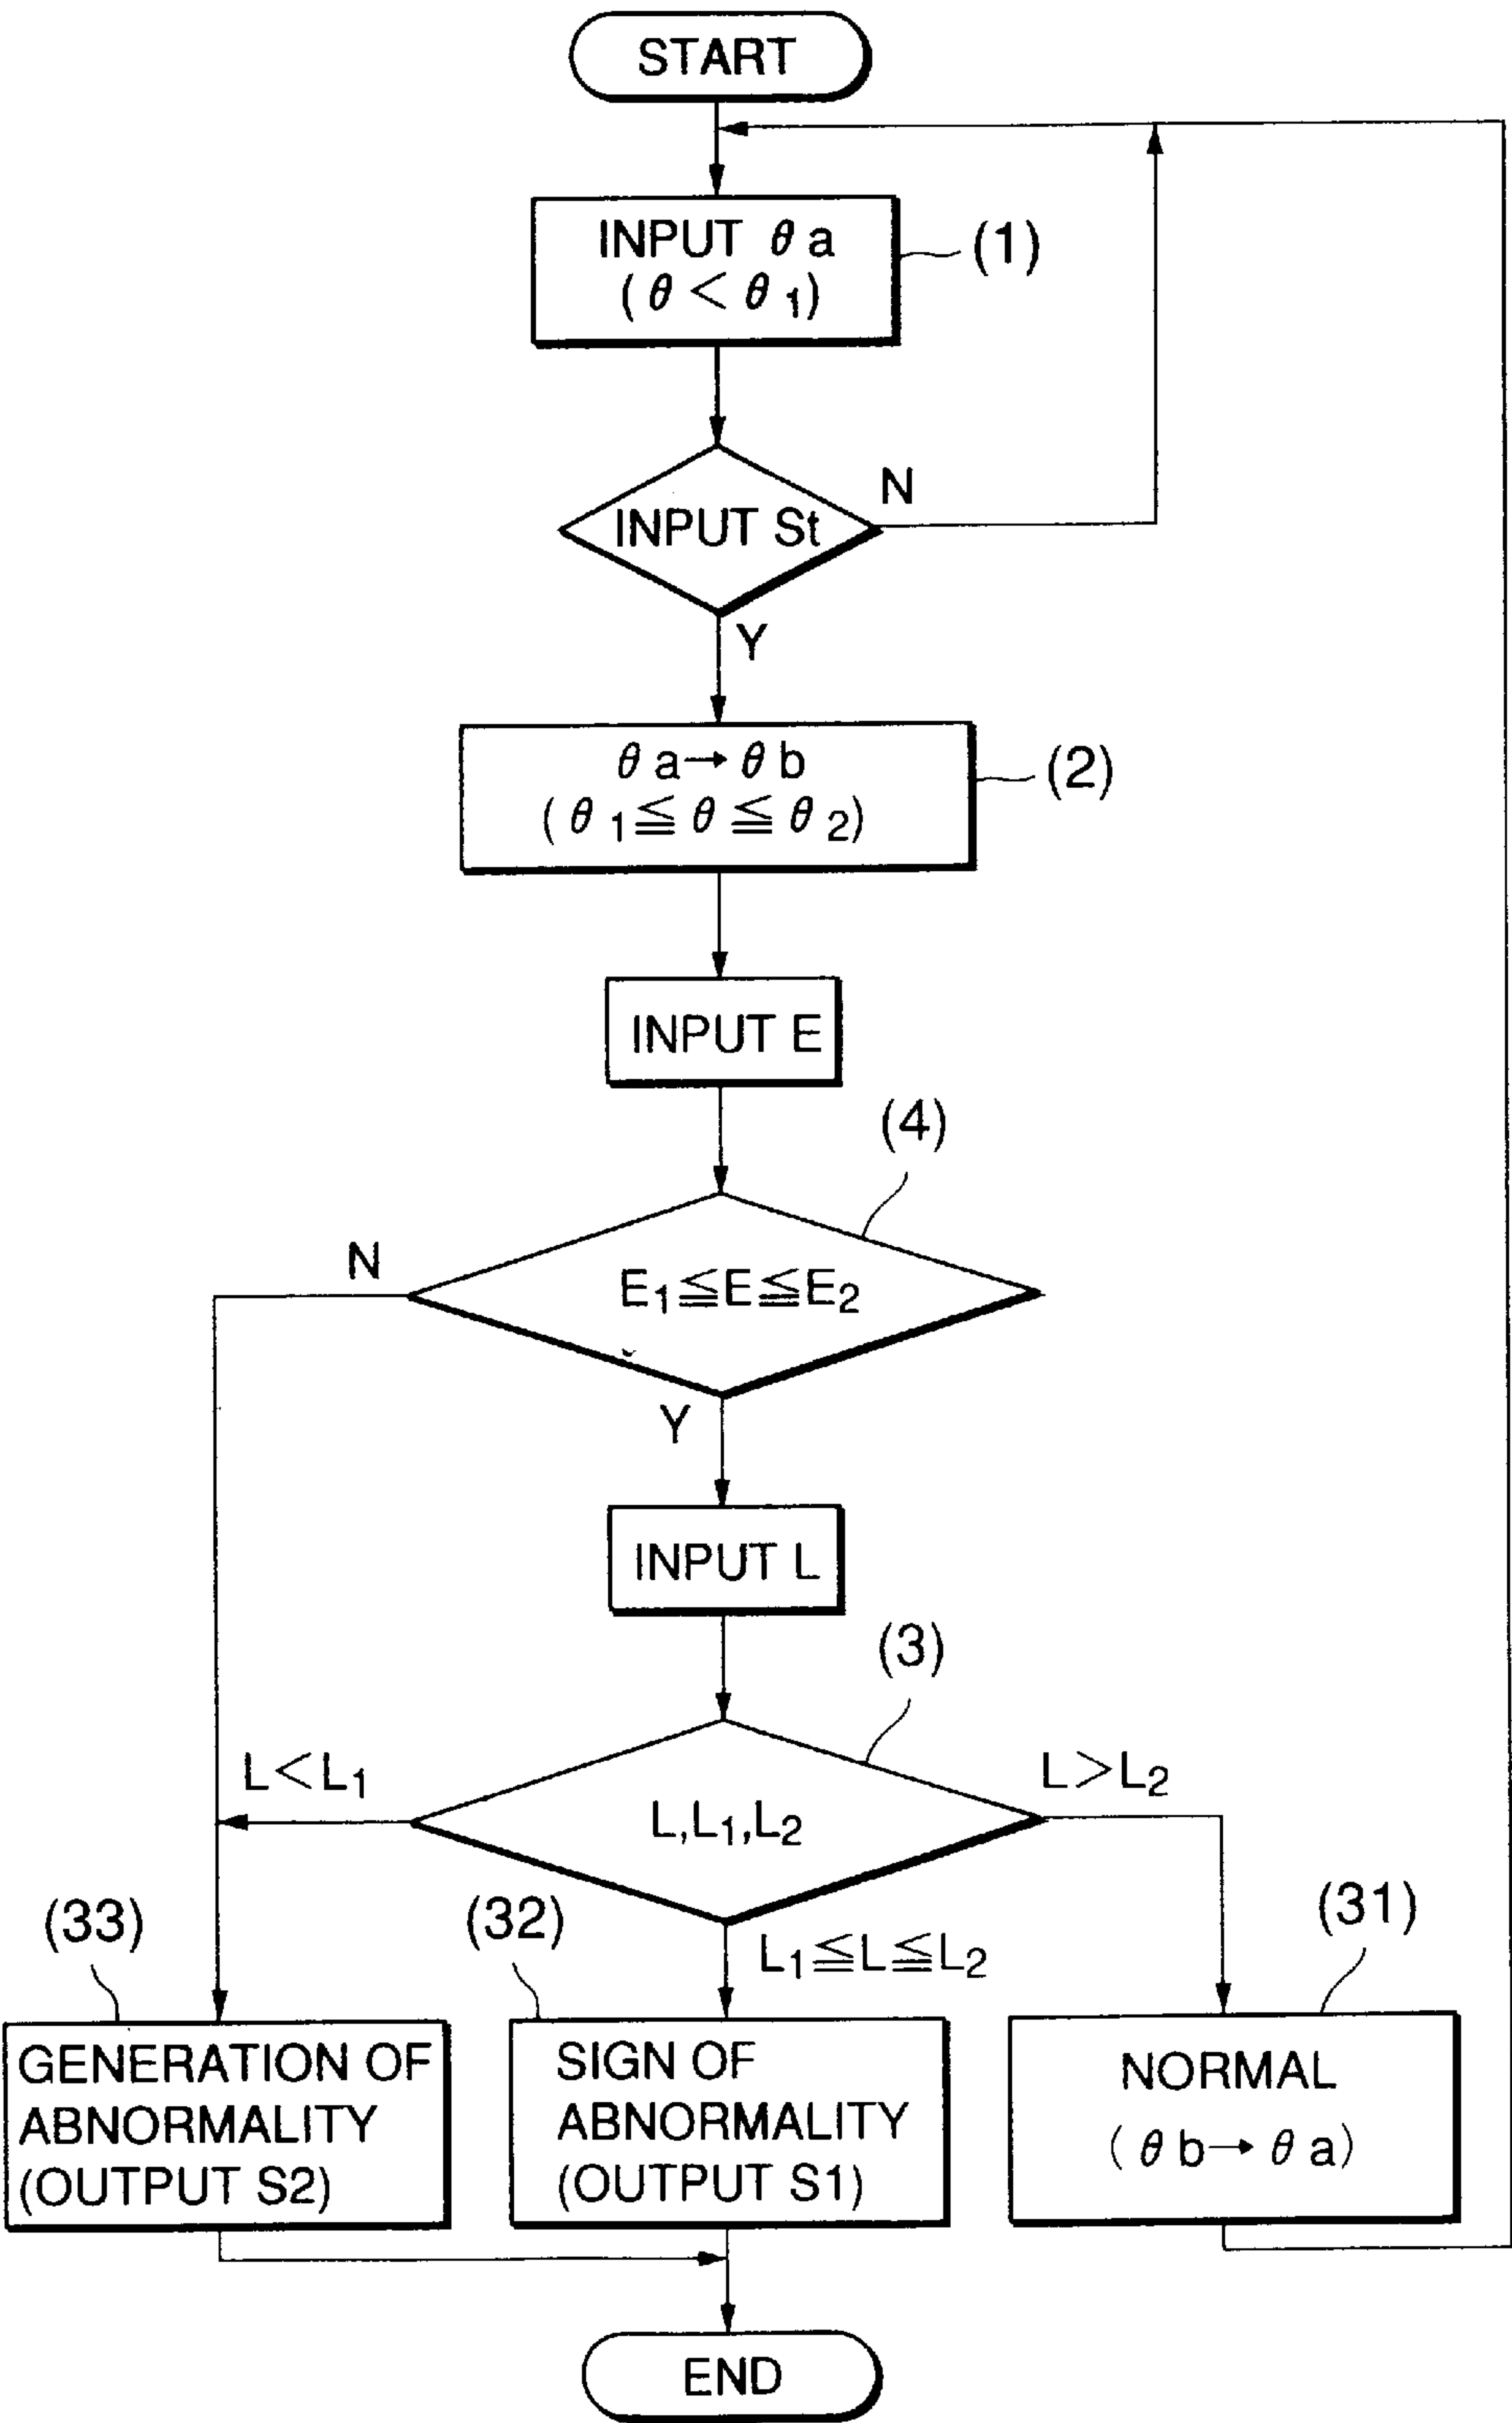 START
INPUT θa
(θ<θ1)
(1)
INPUT St
N
Y
θa→θb
(θ1≦θ≦θ2)
(2)
INPUT E
(4)
N
E1≦E≦E2
Y
INPUT L
(3)
L<L1
L>L2
L,L1,L2
(33)
(32)
L1≦L≦L2
(31)
GENERATION OF
ABNORMALITY
(OUTPUT S2)
SIGN OF
ABNORMALITY
(OUTPUT S1)
NORMAL
(θb→θa)
END